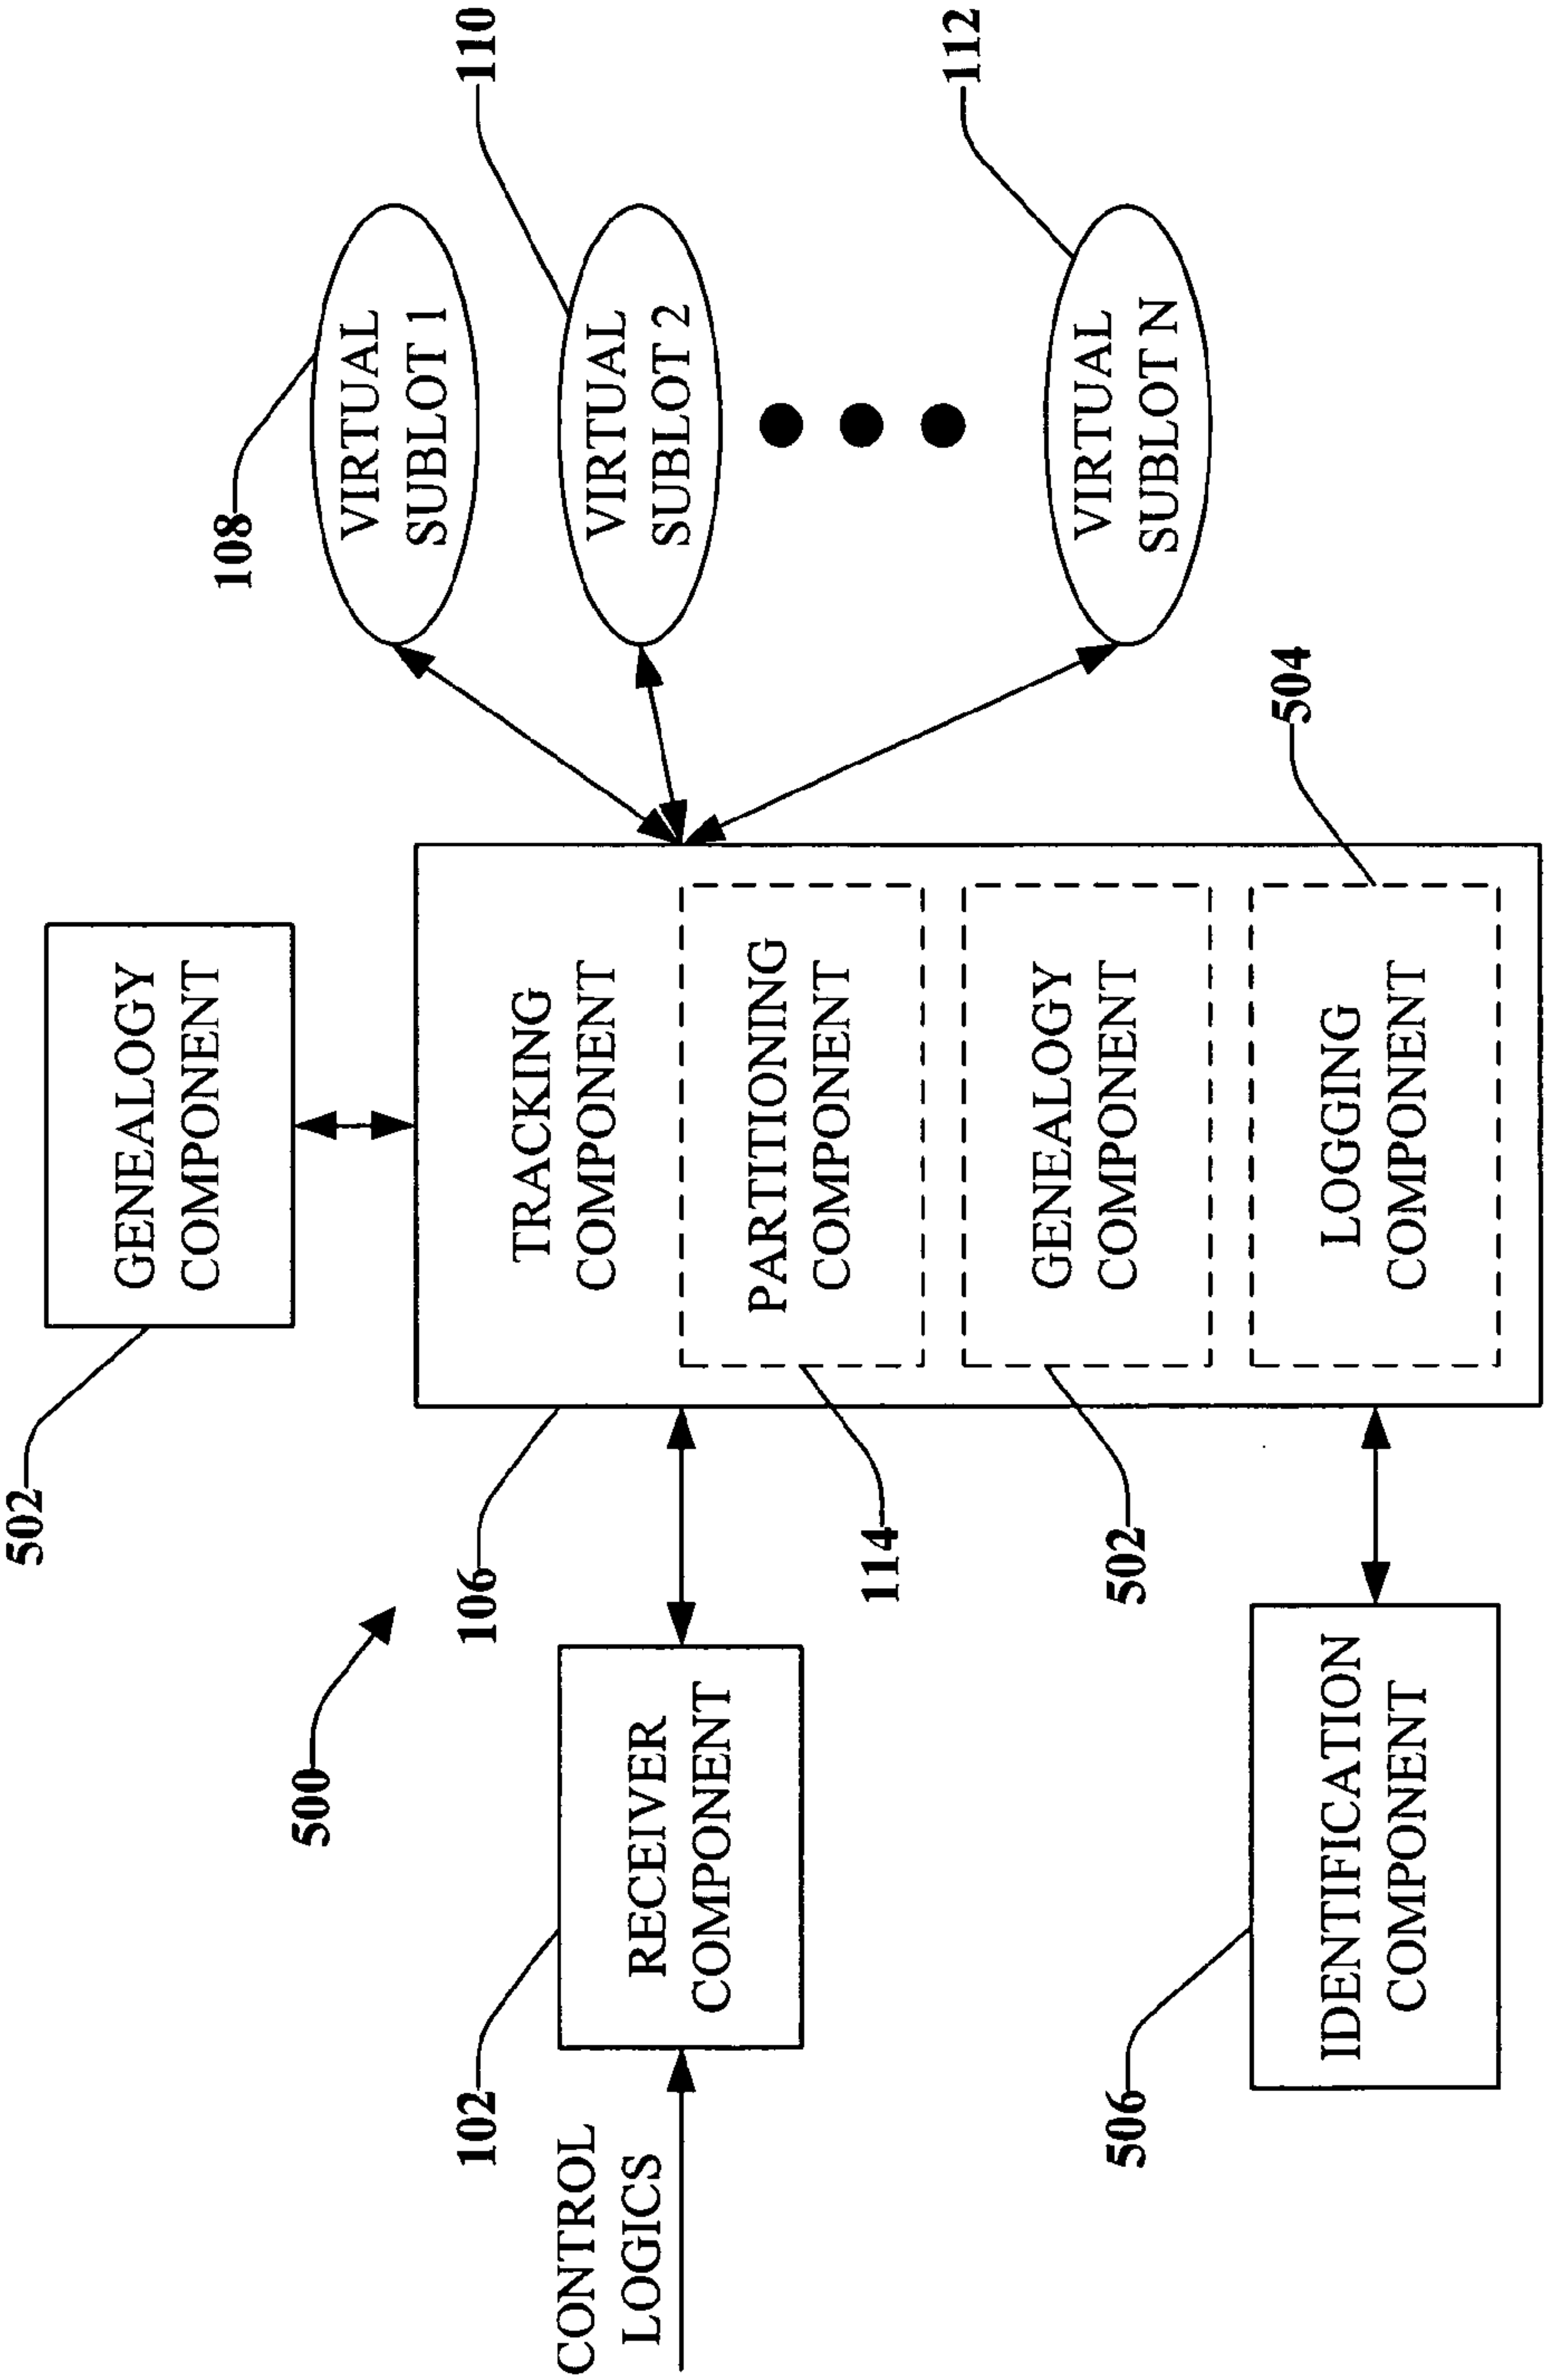 500
502
GENEALOGY
COMPONENT
108
110
112
VIRTUAL
SUBLOT 1
VIRTUAL
SUBLOT 2
VIRTUAL
SUBLOT N
106
TRACKING
COMPONENT
PARTITIONING
COMPONENT
114
GENEALOGY
COMPONENT
502
LOGGING
COMPONENT
504
102
RECEIVER
COMPONENT
CONTROL
LOGICS
506
IDENTIFICATION
COMPONENT